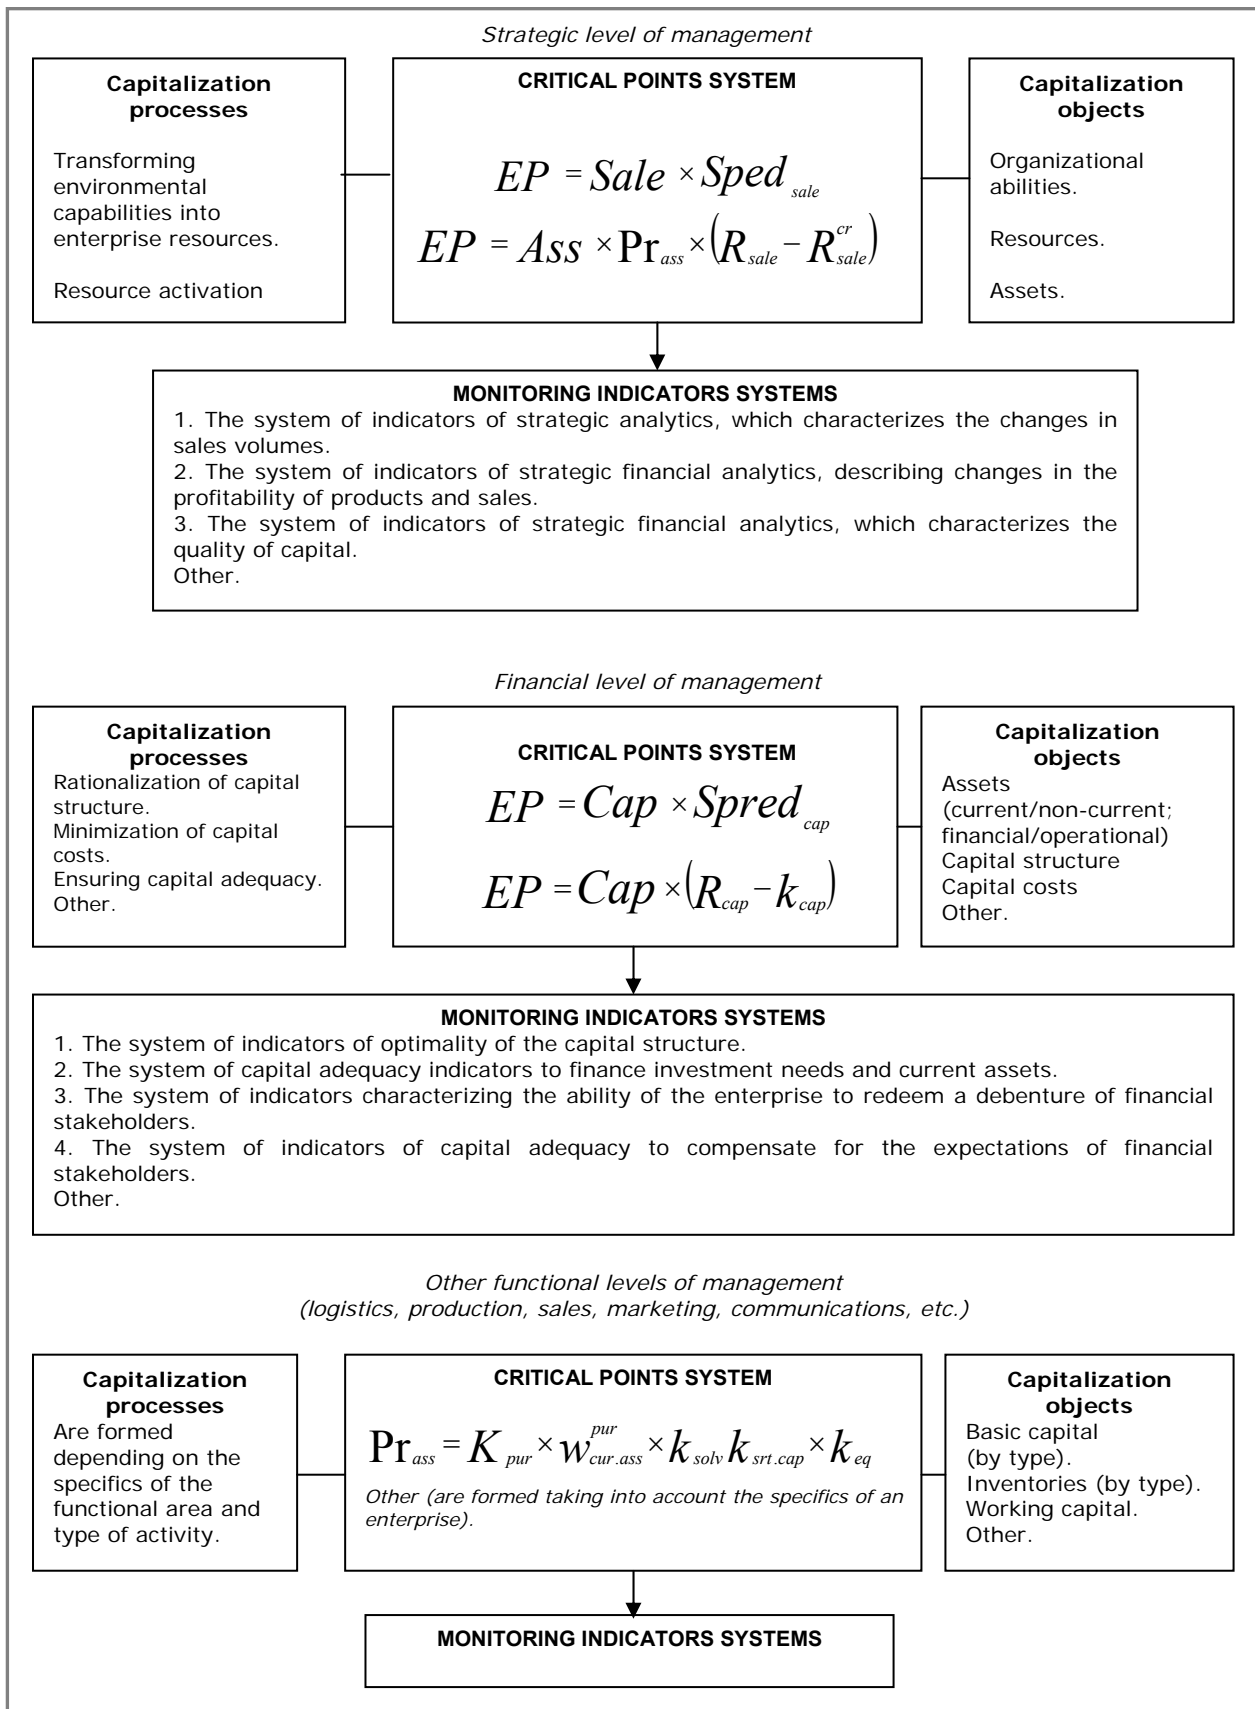 Strategic level of management
Capitalization
processes
Transforming
environmental
capabilities into
enterprise resources.
Resource activation
CRITICAL POINTS SYSTEM
EP = Sale × Sped_sale
EP = Ass × Pr_ass × (R_sale − R_sale^cr)
Capitalization
objects
Organizational
abilities.
Resources.
Assets.
MONITORING INDICATORS SYSTEMS
1. The system of indicators of strategic analytics, which characterizes the changes in
sales volumes.
2. The system of indicators of strategic financial analytics, describing changes in the
profitability of products and sales.
3. The system of indicators of strategic financial analytics, which characterizes the
quality of capital.
Other.
Financial level of management
Capitalization
processes
Rationalization of capital
structure.
Minimization of capital
costs.
Ensuring capital adequacy.
Other.
CRITICAL POINTS SYSTEM
EP = Cap × Spred_cap
EP = Cap × (R_cap − k_cap)
Capitalization
objects
Assets
(current/non-current;
financial/operational)
Capital structure
Capital costs
Other.
MONITORING INDICATORS SYSTEMS
1. The system of indicators of optimality of the capital structure.
2. The system of capital adequacy indicators to finance investment needs and current assets.
3. The system of indicators characterizing the ability of the enterprise to redeem a debenture of financial
stakeholders.
4. The system of indicators of capital adequacy to compensate for the expectations of financial
stakeholders.
Other.
Other functional levels of management
(logistics, production, sales, marketing, communications, etc.)
Capitalization
processes
Are formed
depending on the
specifics of the
functional area and
type of activity.
CRITICAL POINTS SYSTEM
Pr_ass = K_pur × w_cur.ass^pur × k_solv k_srt.cap × k_eq
Other (are formed taking into account the specifics of an
enterprise).
Capitalization
objects
Basic capital
(by type).
Inventories (by type).
Working capital.
Other.
MONITORING INDICATORS SYSTEMS